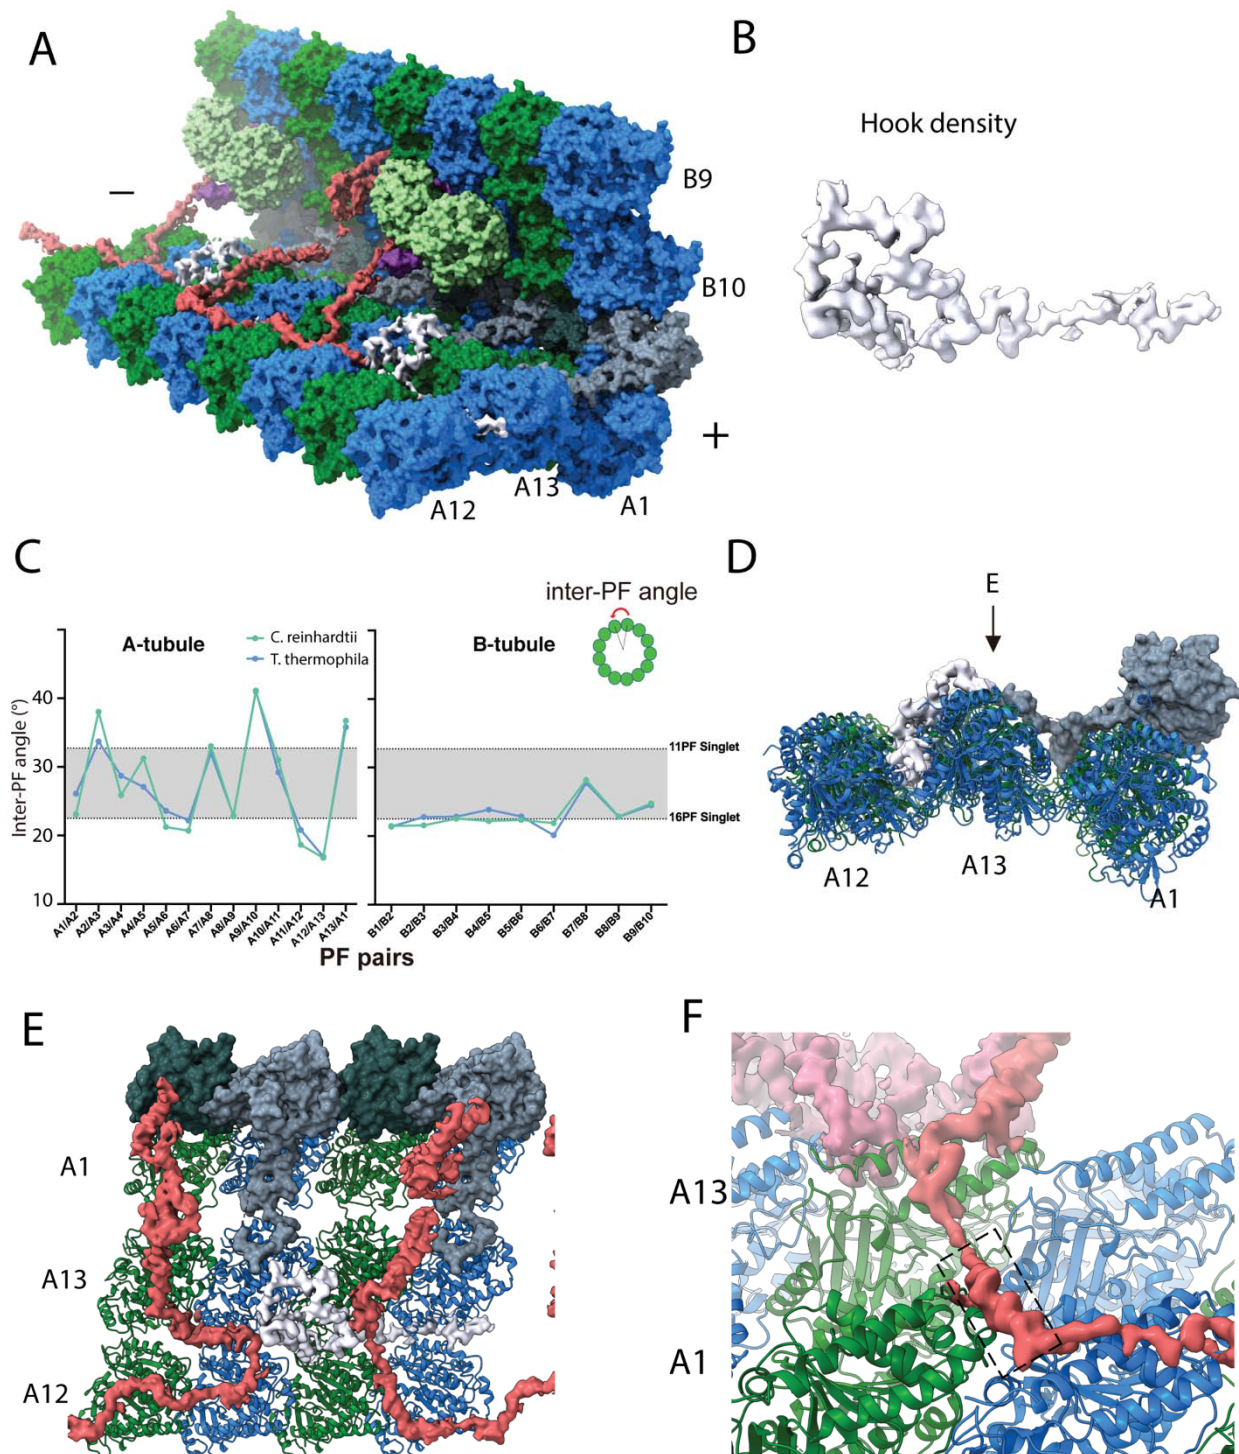 A
B
Hook density
−
B9
B10
+
A12
A13
A1
C
inter-PF angle
A-tubule
C. reinhardtii
T. thermophila
B-tubule
Inter-PF angle (°)
40
30
20
10
11PF Singlet
16PF Singlet
A1/A2
A2/A3
A3/A4
A4/A5
A5/A6
A6/A7
A7/A8
A8/A9
A9/A10
A10/A11
A11/A12
A12/A13
A13/A1
B1/B2
B2/B3
B3/B4
B4/B5
B5/B6
B6/B7
B7/B8
B8/B9
B9/B10
PF pairs
D
E
A12
A13
A1
E
A1
A13
A12
F
A13
A1